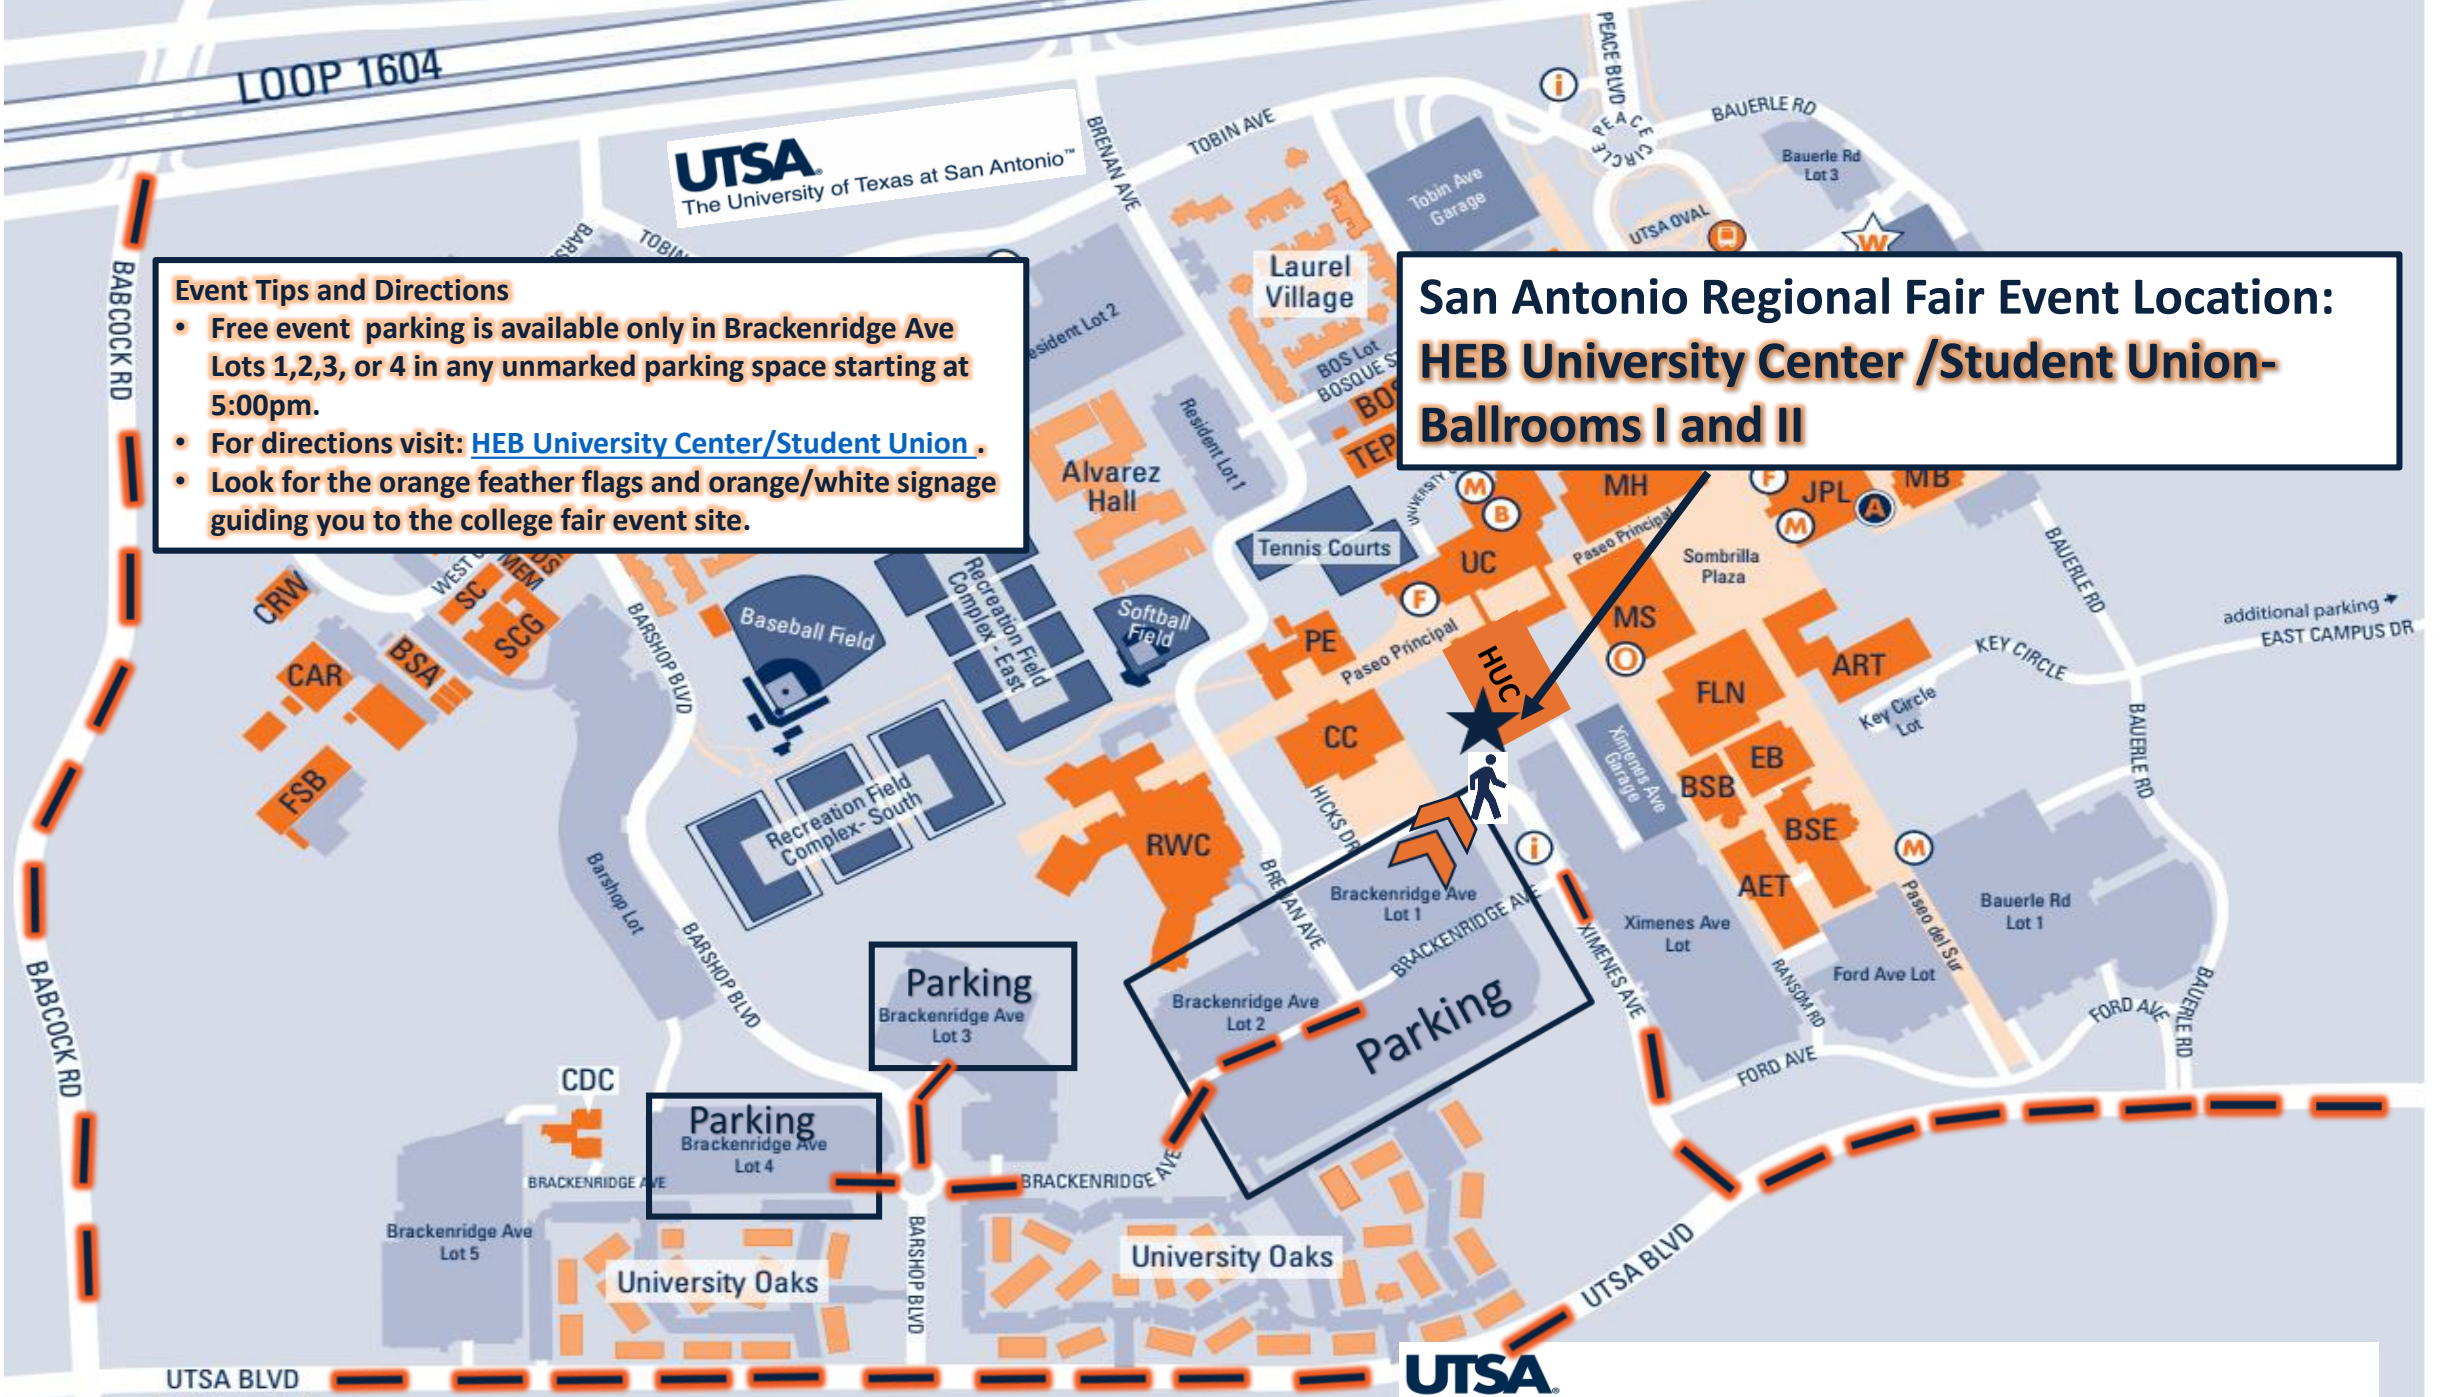 LOOP 1604
UTSA
The University of Texas at San Antonio™
BRENAN AVE
TOBIN AVE
PEACE BLVD
PEACE CIRCLE
BAUERLE RD
Bauerle Rd
Lot 3
Tobin Ave
Garage
UTSA OVAL
W
i
TOBIN
Event Tips and Directions
• Free event parking is available only in Brackenridge Ave
Lots 1,2,3, or 4 in any unmarked parking space starting at
5:00pm.
• For directions visit: HEB University Center/Student Union .
• Look for the orange feather flags and orange/white signage
guiding you to the college fair event site.
San Antonio Regional Fair Event Location:
HEB University Center /Student Union-
Ballrooms I and II
BABCOCK RD
Laurel
Village
BOS Lot
Resident Lot 1
Alvarez
Hall
Tennis Courts
M
B
UC
F
MH
Paseo Principal
Sombrilla
Plaza
F
JPL
M
A
MB
BAUERLE RD
additional parking
EAST CAMPUS DR
KEY CIRCLE
Key Circle
Lot
BAUERLE RD
CRW
SC
MEM
SCG
CAR
BSA
FSB
BARSHOP BLVD
Baseball Field
Recreation Field
Complex - East
Softball
Field
PE
Paseo Principal
HUC
MS
O
FLN
ART
CC
Ximenes Ave
Garage
EB
BSB
BSE
AET
M
Recreation Field
Complex- South
RWC
HICKS DR
i
Barshop Lot
BARSHOP BLVD
BRENAN AVE
Brackenridge Ave
Lot 1
BRACKENRIDGE AVE
XIMENES AVE
Ximenes Ave
Lot
RANSOM RD
Paseo del Sur
Ford Ave Lot
Bauerle Rd
Lot 1
FORD AVE
BAUERLE RD
FORD AVE
BABCOCK RD
Parking
Brackenridge Ave
Lot 3
Brackenridge Ave
Lot 2
Parking
CDC
Parking
Brackenridge Ave
Lot 4
BRACKENRIDGE AVE
BRACKENRIDGE AVE
Brackenridge Ave
Lot 5
BARSHOP BLVD
University Oaks
University Oaks
UTSA BLVD
UTSA BLVD
UTSA